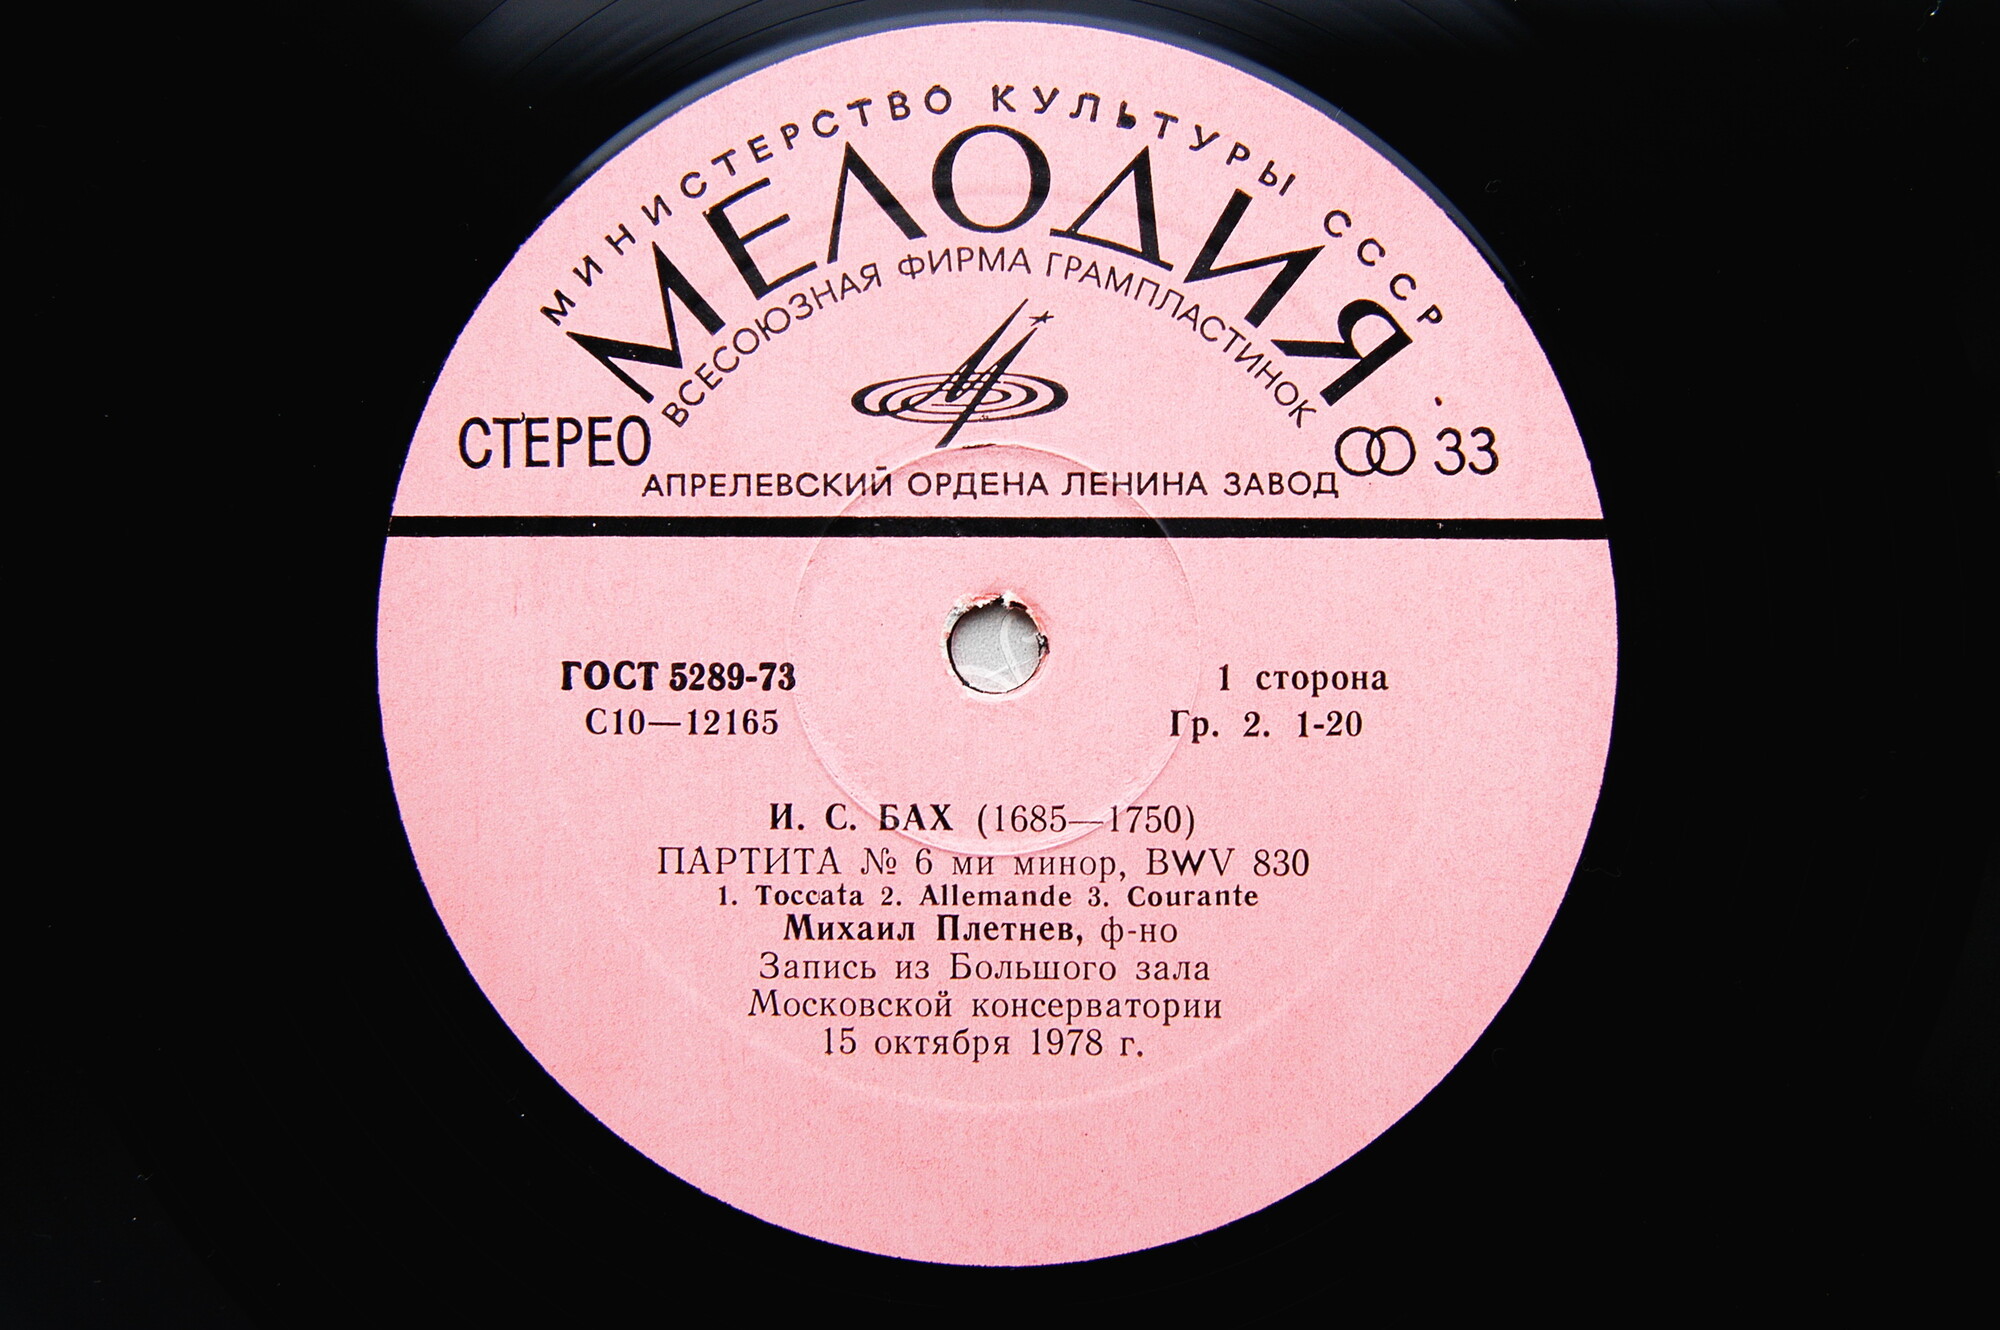 МИНИСТЕРСТВО КУЛЬТУРЫ СССР
МЕЛОДИЯ
ВСЕСОЮЗНАЯ ФИРМА ГРАМПЛАСТИНОК
СТЕРЕО
33
АПРЕЛЕВСКИЙ ОРДЕНА ЛЕНИНА ЗАВОД
ГОСТ 5289-73
1 сторона
С10—12165
Гр. 2. 1-20
И. С. БАХ (1685—1750)
ПАРТИТА № 6 ми минор, BWV 830
1. Toccata 2. Allemande 3. Courante
Михаил Плетнев, ф-но
Запись из Большого зала
Московской консерватории
15 октября 1978 г.